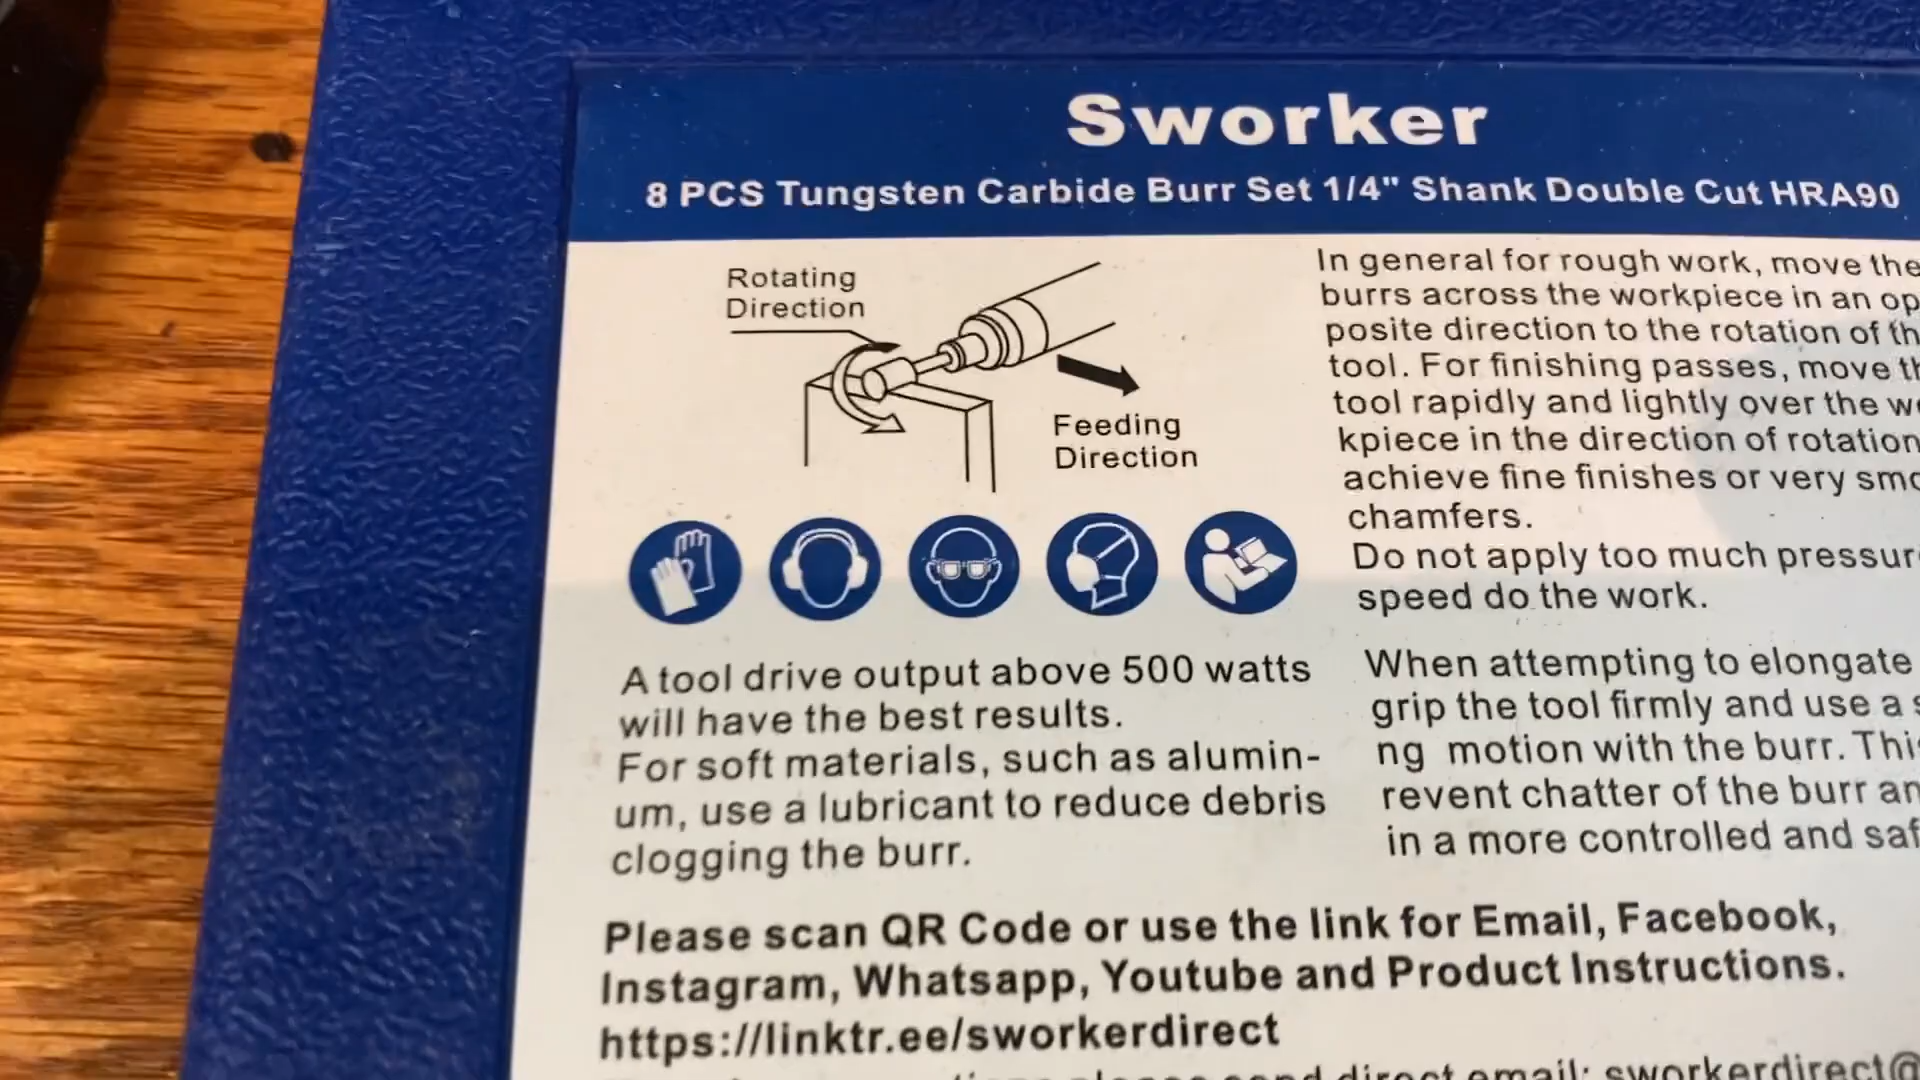 Sworker
8 PCS Tungsten Carbide Burr Set 1/4" Shank Double Cut HRA90
Rotating
Direction
Feeding
Direction
In general for rough work, move the
burrs across the workpiece in an op
posite direction to the rotation of
tool. For finishing passes, move
tool rapidly and lightly over the
kpiece in the direction of rotation
achieve fine finishes or very
chamfers.
Do not apply too much
speed do the work.
A tool drive output above 500 watts
will have the best results.
For soft materials, such as alumin-
um, use a lubricant to reduce debris
clogging the burr.
When attempting to elongate
grip the tool firmly and use a
ng motion with the burr.
revent chatter of the burr
in a more controlled and
Please scan QR Code or use the link for Email, Facebook,
Instagram, Whatsapp, Youtube and Product Instructions.
https://linktr.ee/sworkerdirect
direct email: sworkerdirect@